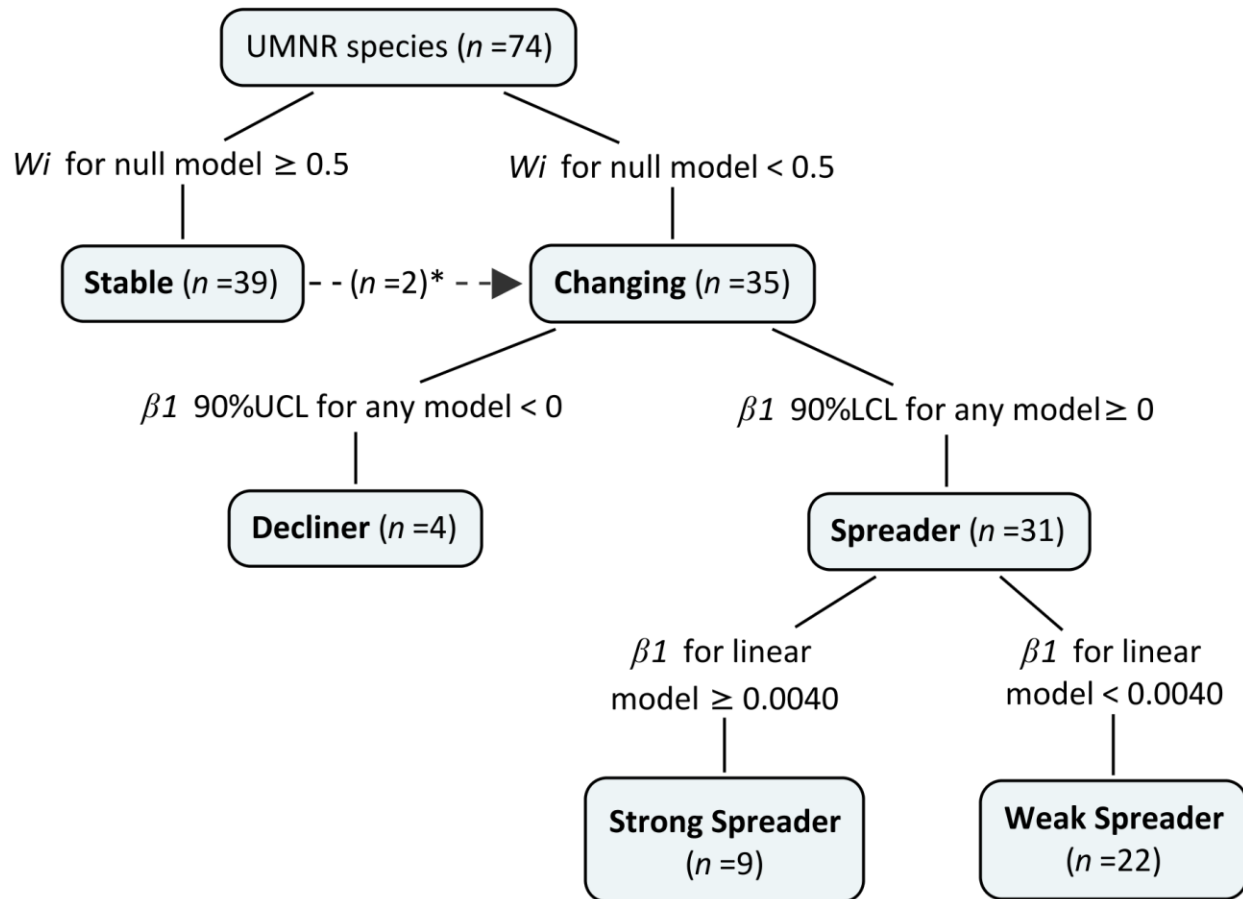 UMNR species (n =74)
Wi for null model ≥ 0.5
Wi for null model < 0.5
Stable (n =39)
(n =2)*
Changing (n =35)
β1 90%UCL for any model < 0
β1 90%LCL for any model ≥ 0
Decliner (n =4)
Spreader (n =31)
β1 for linear
model ≥ 0.0040
β1 for linear
model < 0.0040
Strong Spreader
(n =9)
Weak Spreader
(n =22)